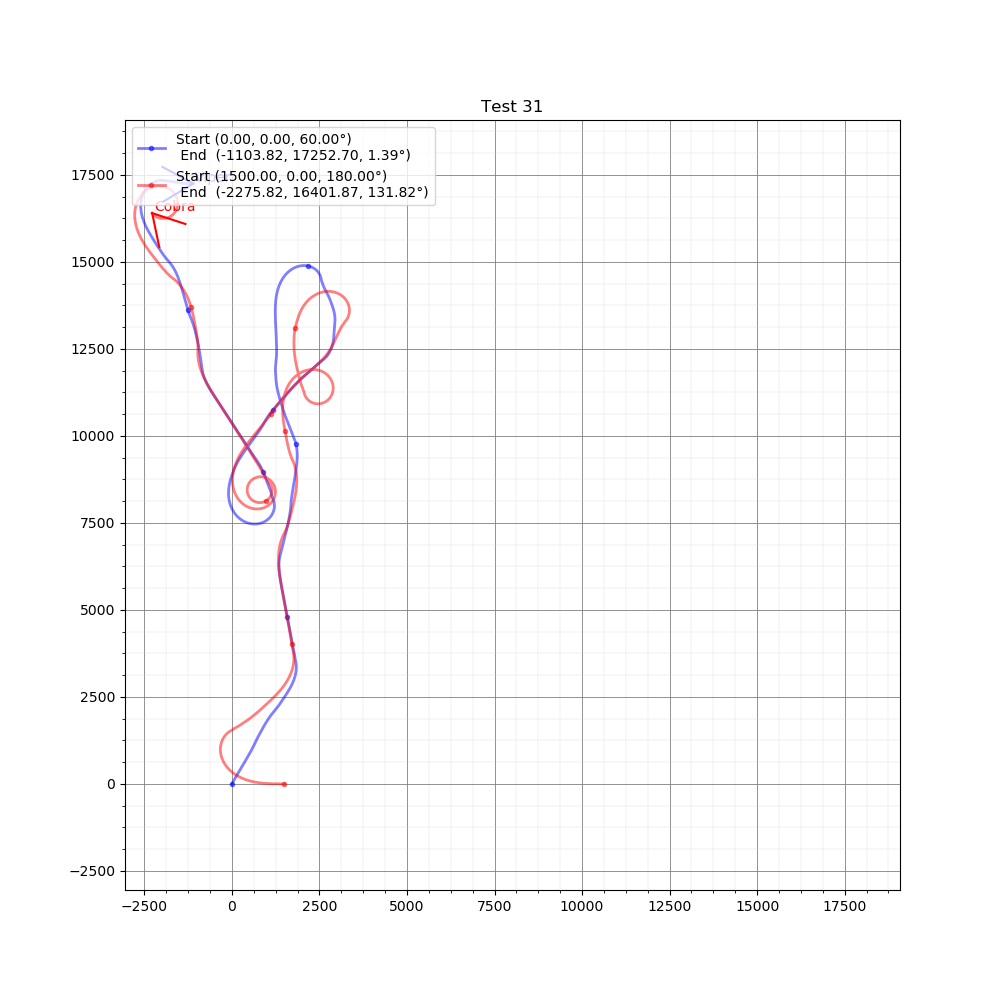 Test 31
Start (0.00, 0.00, 60.00°)
End (-1103.82, 17252.70, 1.39°)
Start (1500.00, 0.00, 180.00°)
End (-2275.82, 16401.87, 131.82°)
Cobra
17500
15000
12500
10000
7500
5000
2500
0
−2500
−2500 0 2500 5000 7500 10000 12500 15000 17500